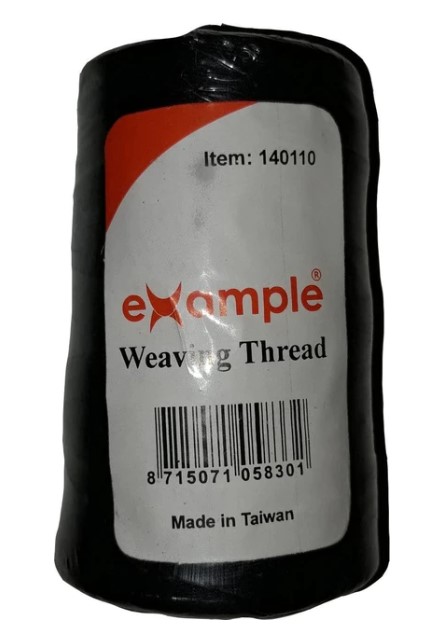 Item: 140110
example®
Weaving Thread
8 715071 058301
Made in Taiwan